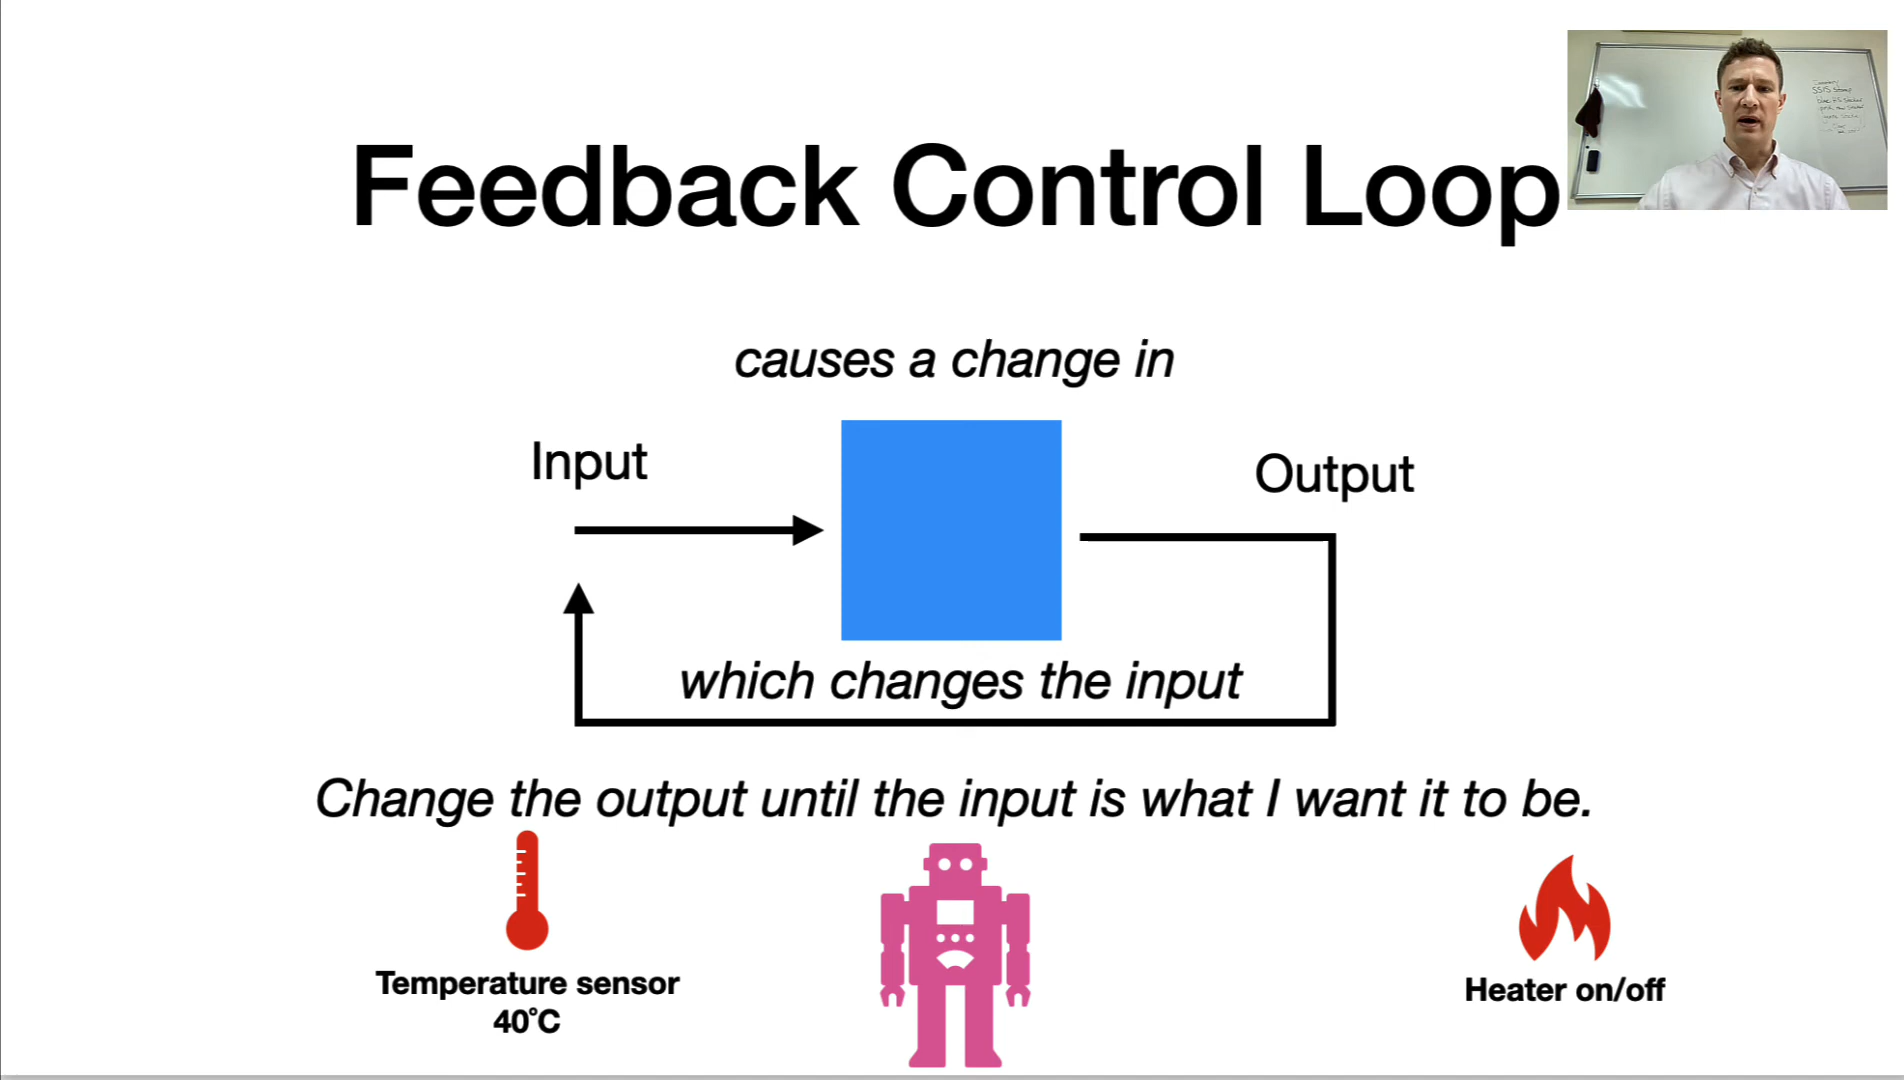 Feedback Control Loop
causes a change in
Input
Output
which changes the input
Change the output until the input is what I want it to be.
Temperature sensor
40°C
Heater on/off